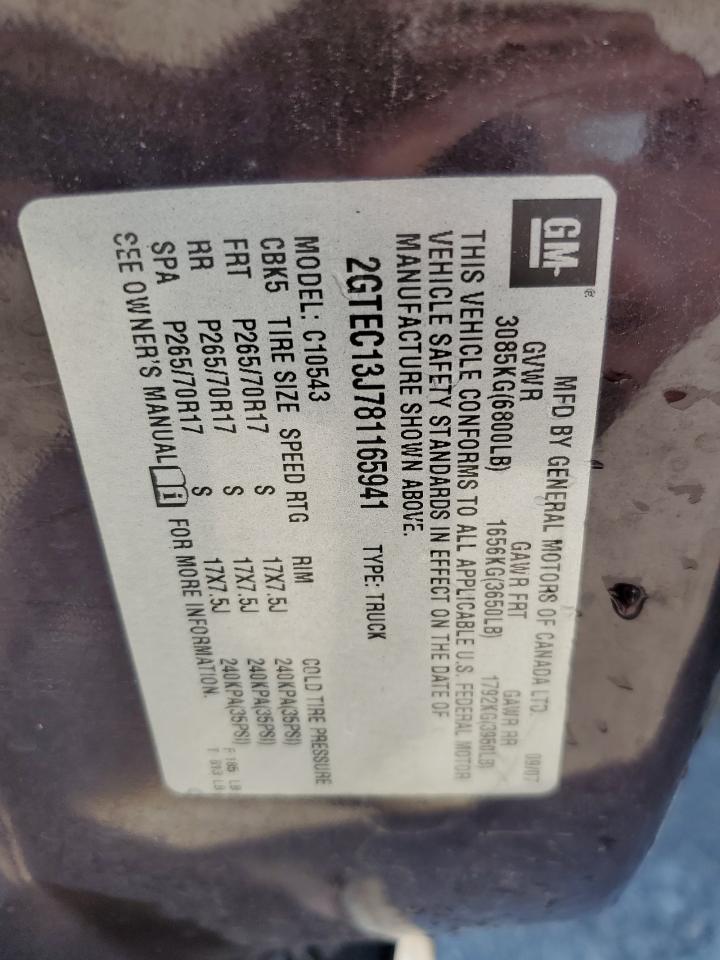 GM ®
MFD BY GENERAL MOTORS OF CANADA LTD. 09/07
GVWR GAWR FRT GAWR RR
3085KG(6800LB) 1656KG(3650LB) 1792KG(3950LB)
THIS VEHICLE CONFORMS TO ALL APPLICABLE U.S. FEDERAL MOTOR
VEHICLE SAFETY STANDARDS IN EFFECT ON THE DATE OF
MANUFACTURE SHOWN ABOVE.
2GTEC13J781165941 TYPE: TRUCK
MODEL: C10543
CBK5 TIRE SIZE SPEED RTG RIM COLD TIRE PRESSURE
FRT P265/70R17 S 17X7.5J 240KPA(35PSI)
RR P265/70R17 S 17X7.5J 240KPA(35PSI)
SPA P265/70R17 S 17X7.5J 240KPA(35PSI)
SEE OWNER'S MANUAL i FOR MORE INFORMATION.